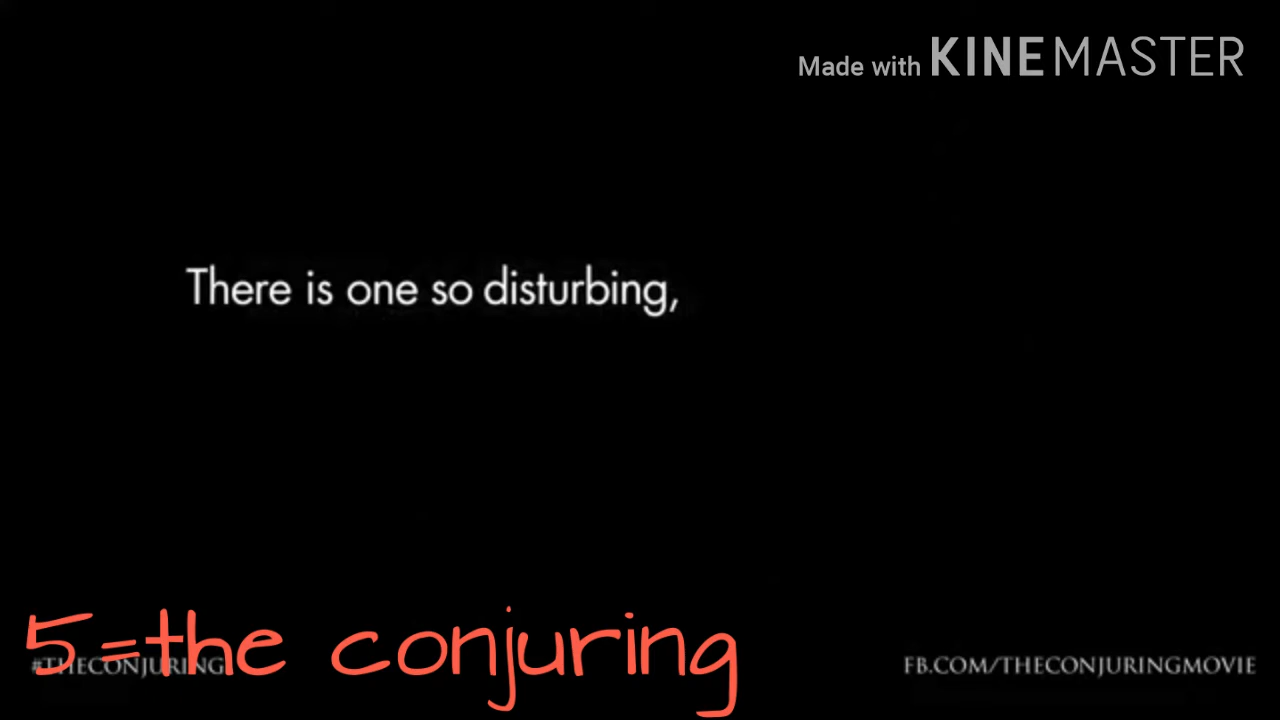 Made with KINEMASTER
There is one so disturbing,
5=the conjuring
#THECONJURING
FB.COM/THECONJURINGMOVIE